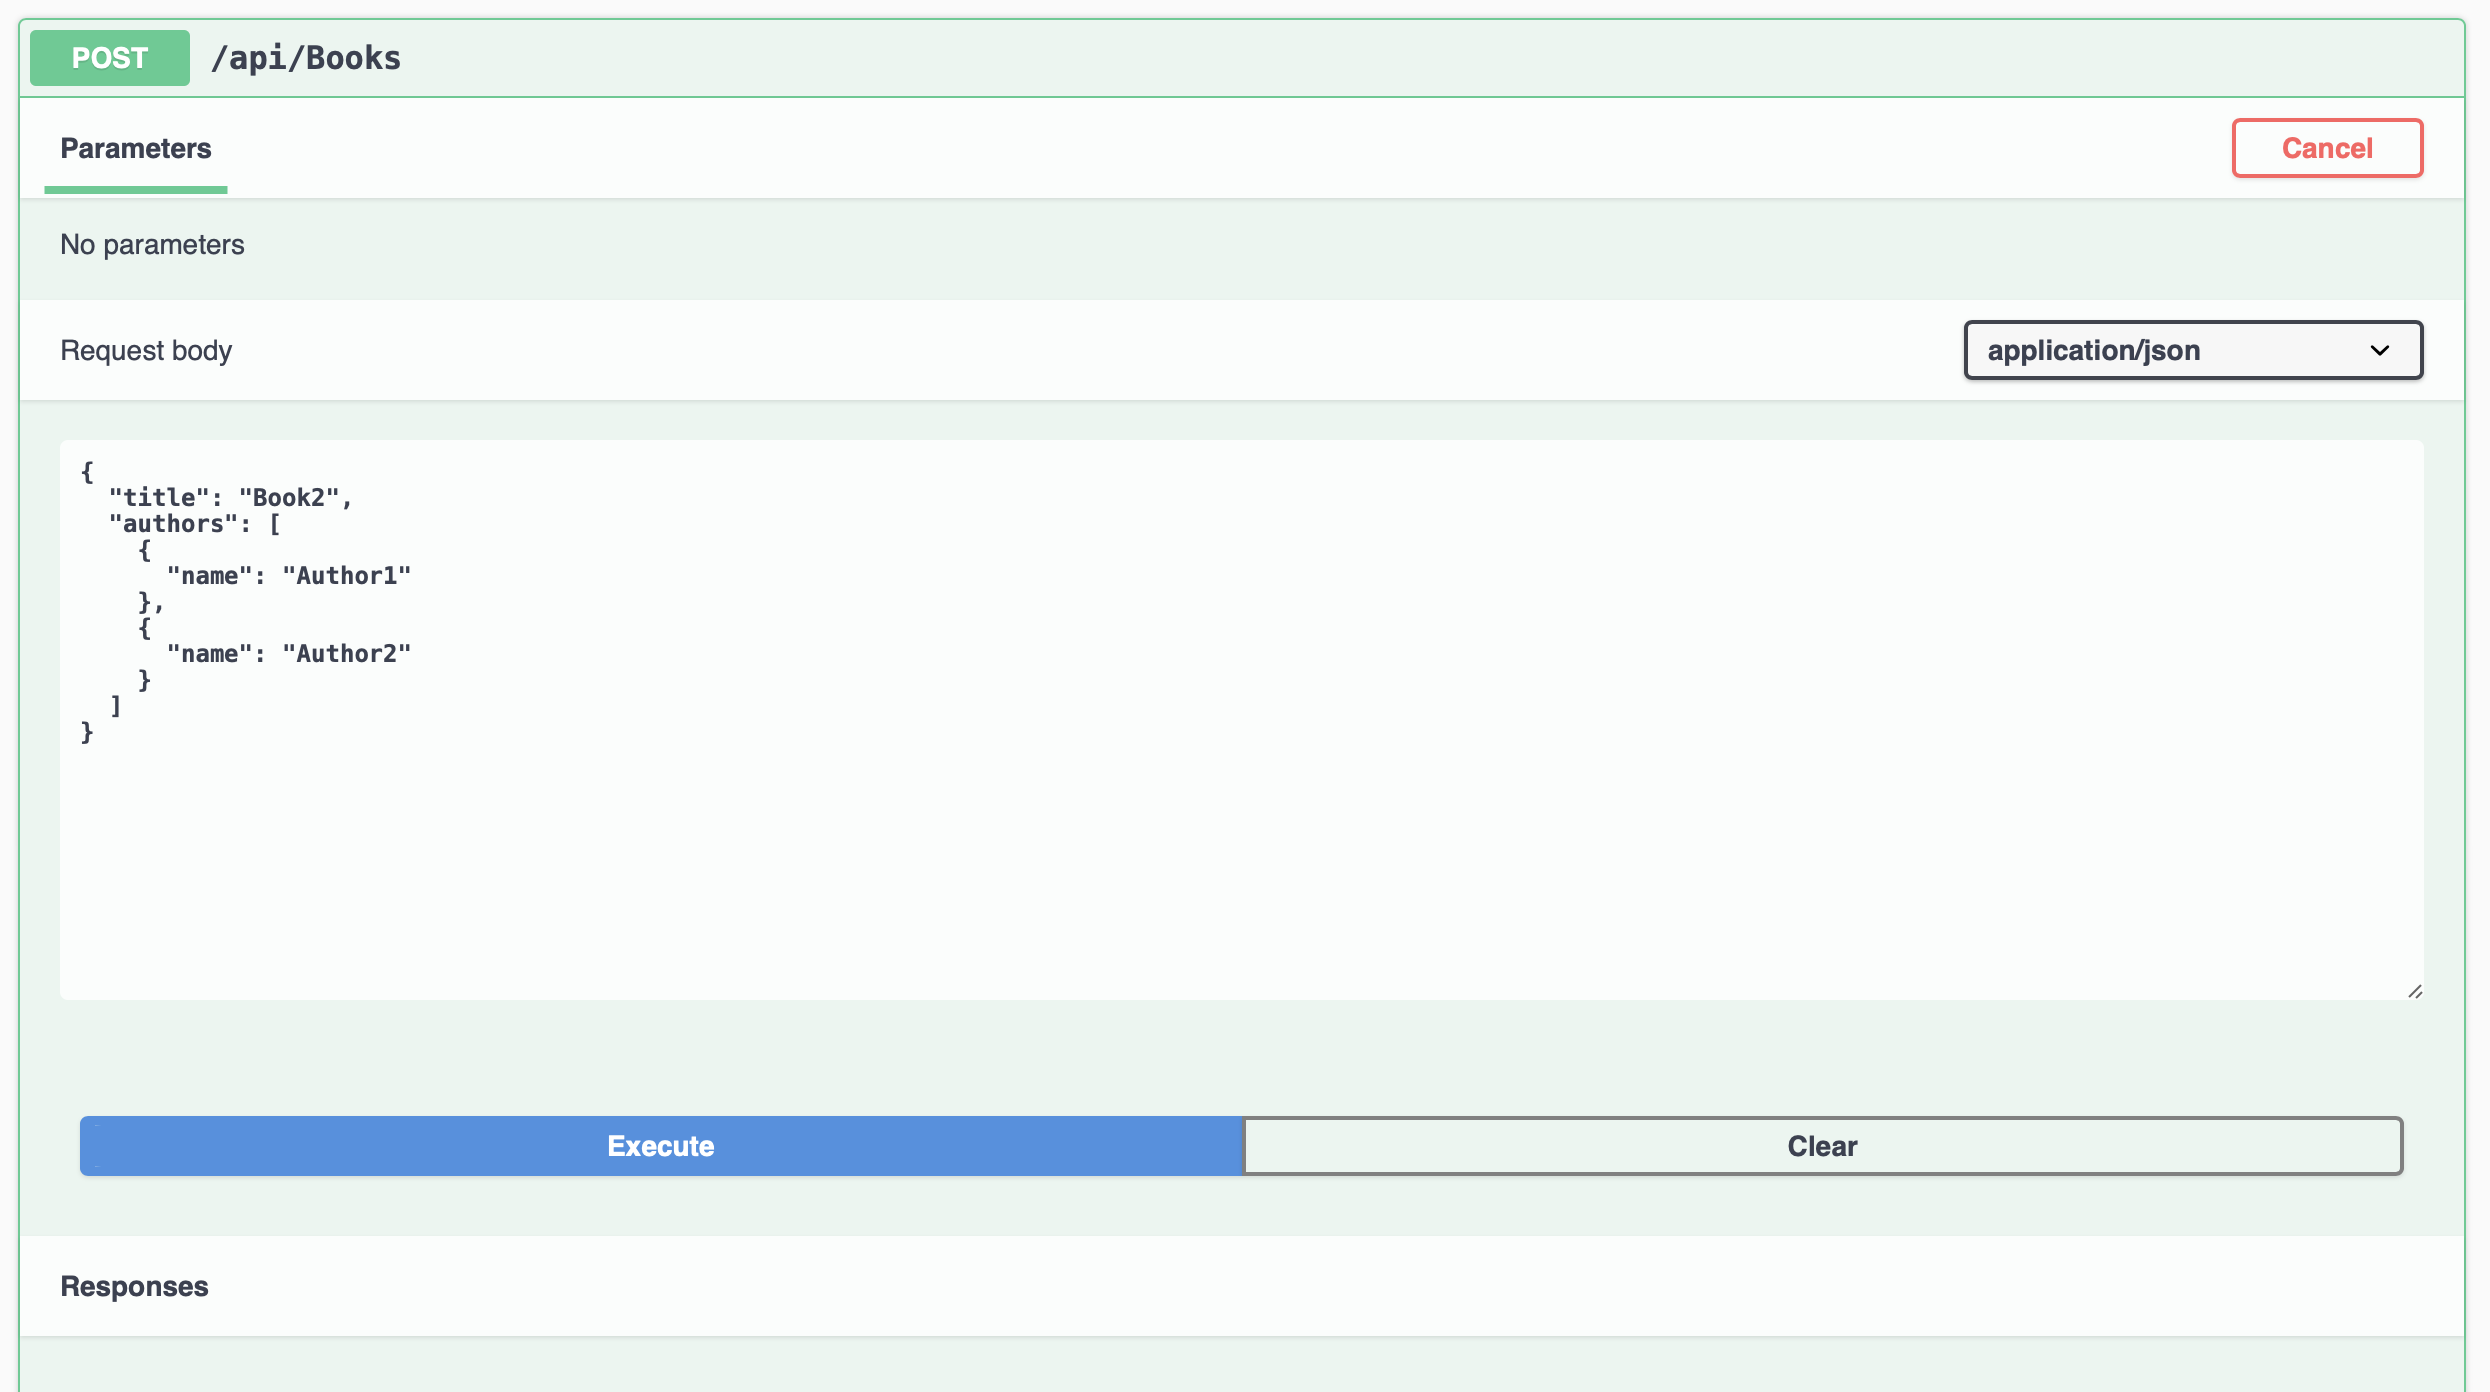 POST /api/Books
Parameters
Cancel
No parameters
Request body
application/json
{
  "title": "Book2",
  "authors": [
    {
      "name": "Author1"
    },
    {
      "name": "Author2"
    }
  ]
}
Execute
Clear
Responses